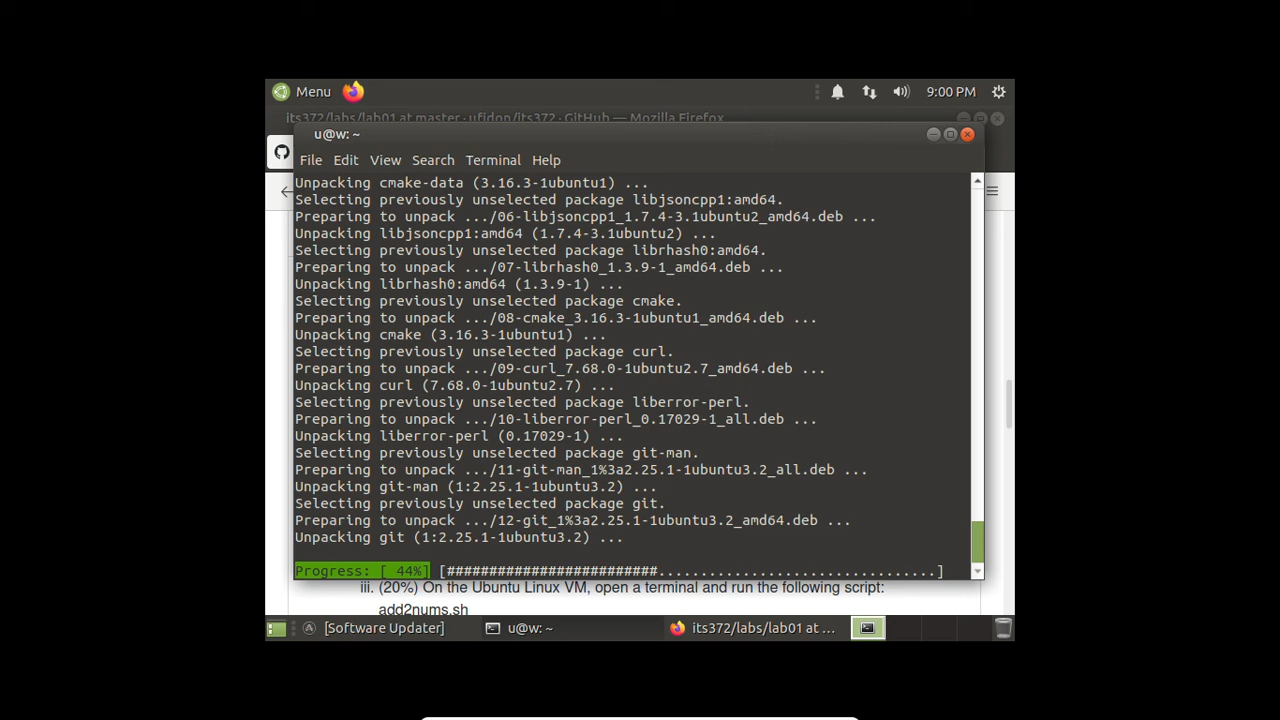 Menu
9:00 PM
its372/labs/lab01 at master · ufidon/its372 · GitHub — Mozilla Firefox
u@w: ~
File Edit View Search Terminal Help
Unpacking cmake-data (3.16.3-1ubuntu1) ...
Selecting previously unselected package libjsoncpp1:amd64.
Preparing to unpack .../06-libjsoncpp1_1.7.4-3.1ubuntu2_amd64.deb ...
Unpacking libjsoncpp1:amd64 (1.7.4-3.1ubuntu2) ...
Selecting previously unselected package librhash0:amd64.
Preparing to unpack .../07-librhash0_1.3.9-1_amd64.deb ...
Unpacking librhash0:amd64 (1.3.9-1) ...
Selecting previously unselected package cmake.
Preparing to unpack .../08-cmake_3.16.3-1ubuntu1_amd64.deb ...
Unpacking cmake (3.16.3-1ubuntu1) ...
Selecting previously unselected package curl.
Preparing to unpack .../09-curl_7.68.0-1ubuntu2.7_amd64.deb ...
Unpacking curl (7.68.0-1ubuntu2.7) ...
Selecting previously unselected package liberror-perl.
Preparing to unpack .../10-liberror-perl_0.17029-1_all.deb ...
Unpacking liberror-perl (0.17029-1) ...
Selecting previously unselected package git-man.
Preparing to unpack .../11-git-man_1%3a2.25.1-1ubuntu3.2_all.deb ...
Unpacking git-man (1:2.25.1-1ubuntu3.2) ...
Selecting previously unselected package git.
Preparing to unpack .../12-git_1%3a2.25.1-1ubuntu3.2_amd64.deb ...
Unpacking git (1:2.25.1-1ubuntu3.2) ...
Progress: [ 44%] [#########################.................................]
iii. (20%) On the Ubuntu Linux VM, open a terminal and run the following script:
add2nums.sh
[Software Updater] u@w: ~ its372/labs/lab01 at ...